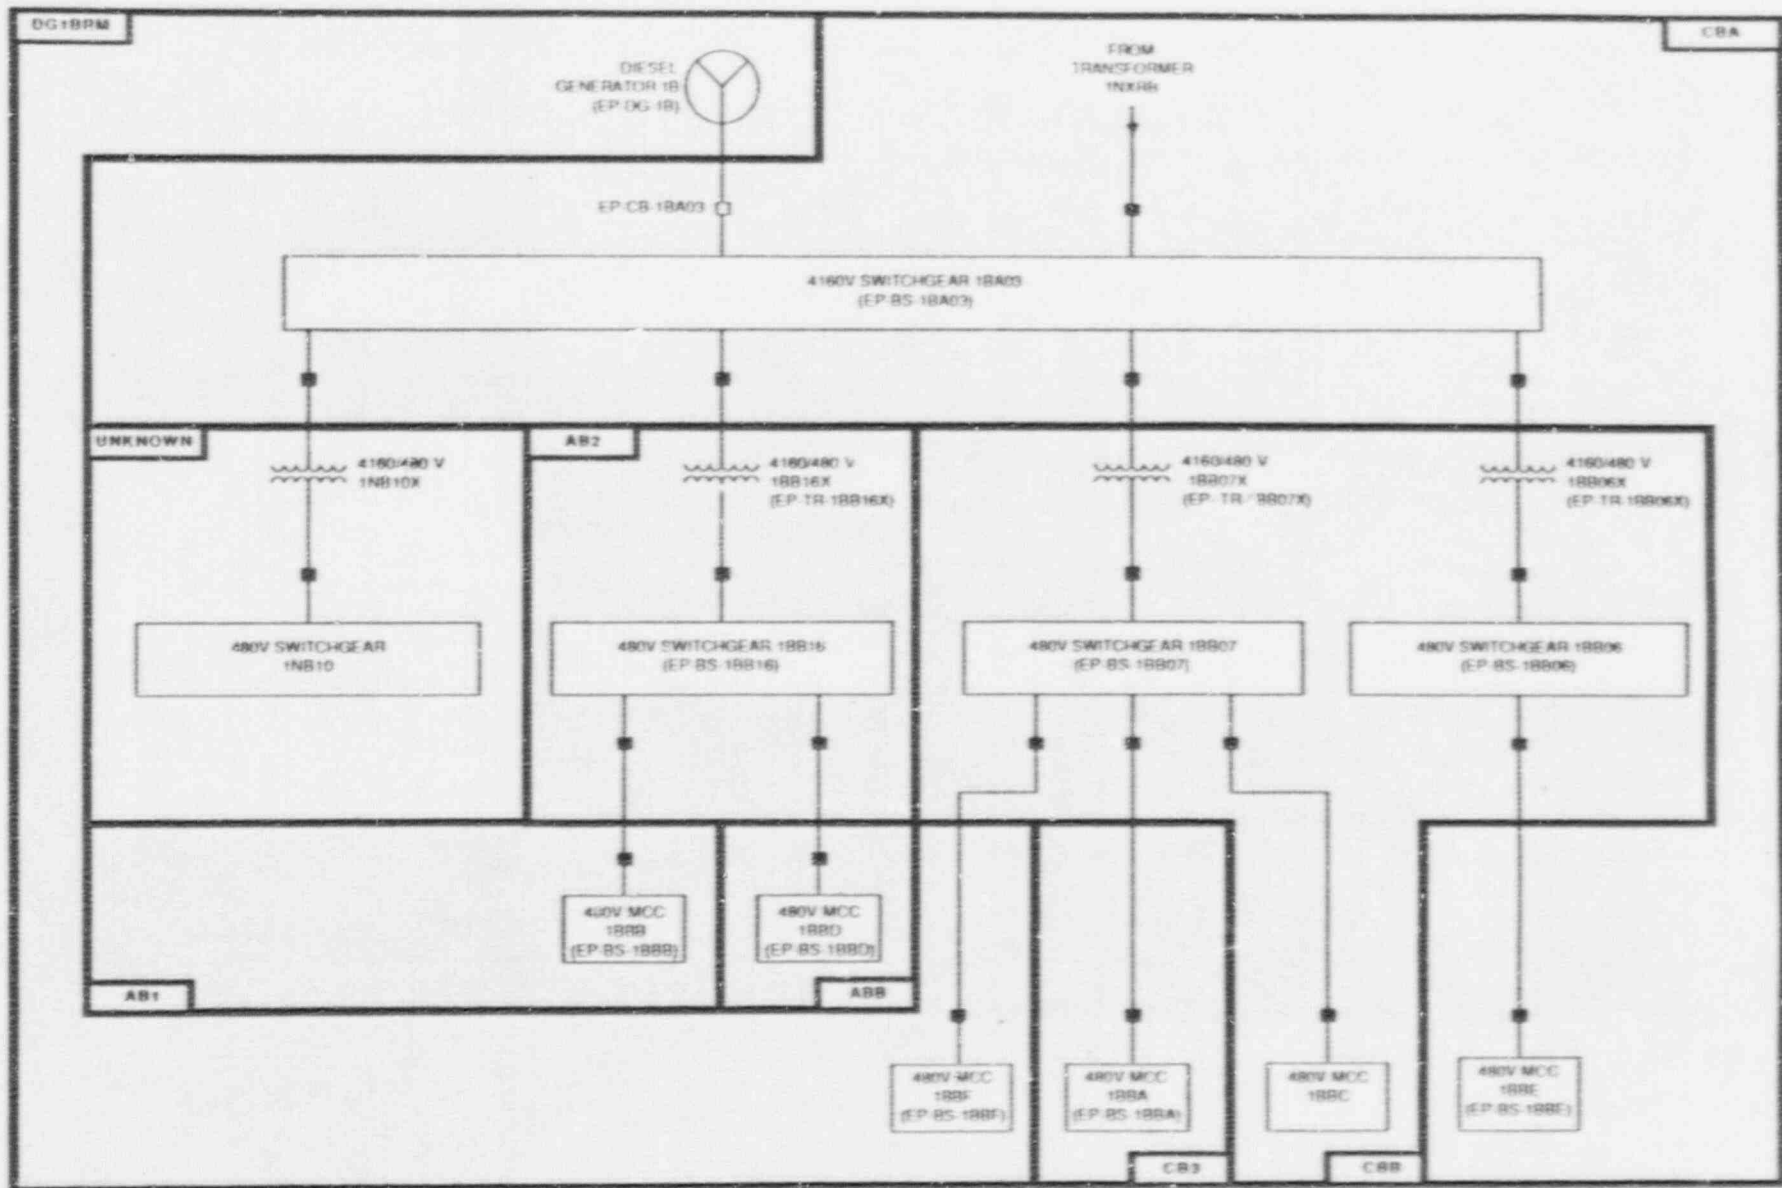 DG1BRM
CBA
DIESEL
GENERATOR 1B
(EP-DG-1B)
FROM
TRANSFORMER
1NXRB
EP-CB-1BA03
4160V SWITCHGEAR 1BA03
(EP-BS-1BA03)
UNKNOWN
4160/480 V
1NB10X
AB2
4160/480 V
1BB16X
(EP-TR-1BB16X)
4160/480 V
1BB07X
(EP-TR-1BB07X)
4160/480 V
1BB06X
(EP-TR-1BB06X)
480V SWITCHGEAR
1NB10
480V SWITCHGEAR 1BB16
(EP-BS-1BB16)
480V SWITCHGEAR 1BB07
(EP-BS-1BB07)
480V SWITCHGEAR 1BB06
(EP-BS-1BB06)
480V MCC
1BBB
(EP-BS-1BBB)
480V MCC
1BBD
(EP-BS-1BBD)
AB1
ABB
480V MCC
1BBF
(EP-BS-1BBF)
480V MCC
1BBA
(EP-BS-1BBA)
480V MCC
1BBC
480V MCC
1BBE
(EP-BS-1BBE)
CB3
CBB